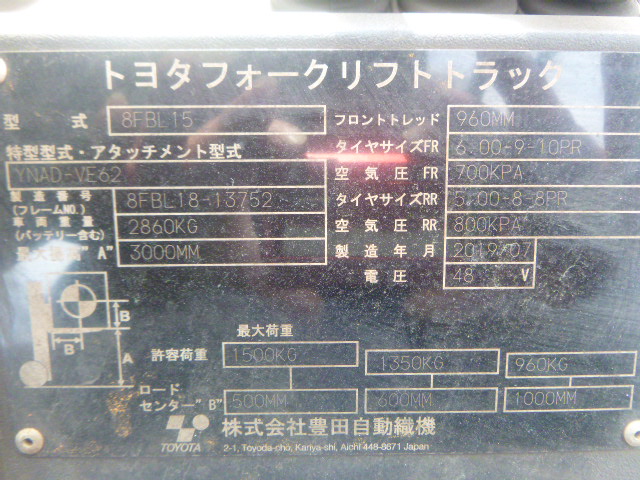 トヨタフォークリフトトラック
型 式 8FBL15 フロントトレッド 960MM
特型型式・アタッチメント型式 タイヤサイズFR 6.00-9-10PR
YNAD-VE62 空気圧 FR 700KPA
製造番号 (フレームNO.) 8FBL18-13752 タイヤサイズRR 5.00-8-8PR
車両重量 (バッテリー含む) 2860KG 空気圧 RR 800KPA
最大揚高"A" 3000MM 製造年月 2019/07
電圧 48 V
B
B
A
最大荷重
許容荷重 1500KG 1350KG 960KG
ロード
センター"B" 500MM 600MM 1000MM
TOYOTA 株式会社豊田自動織機
2-1, Toyoda-cho, Kariya-shi, Aichi 448-8671 Japan